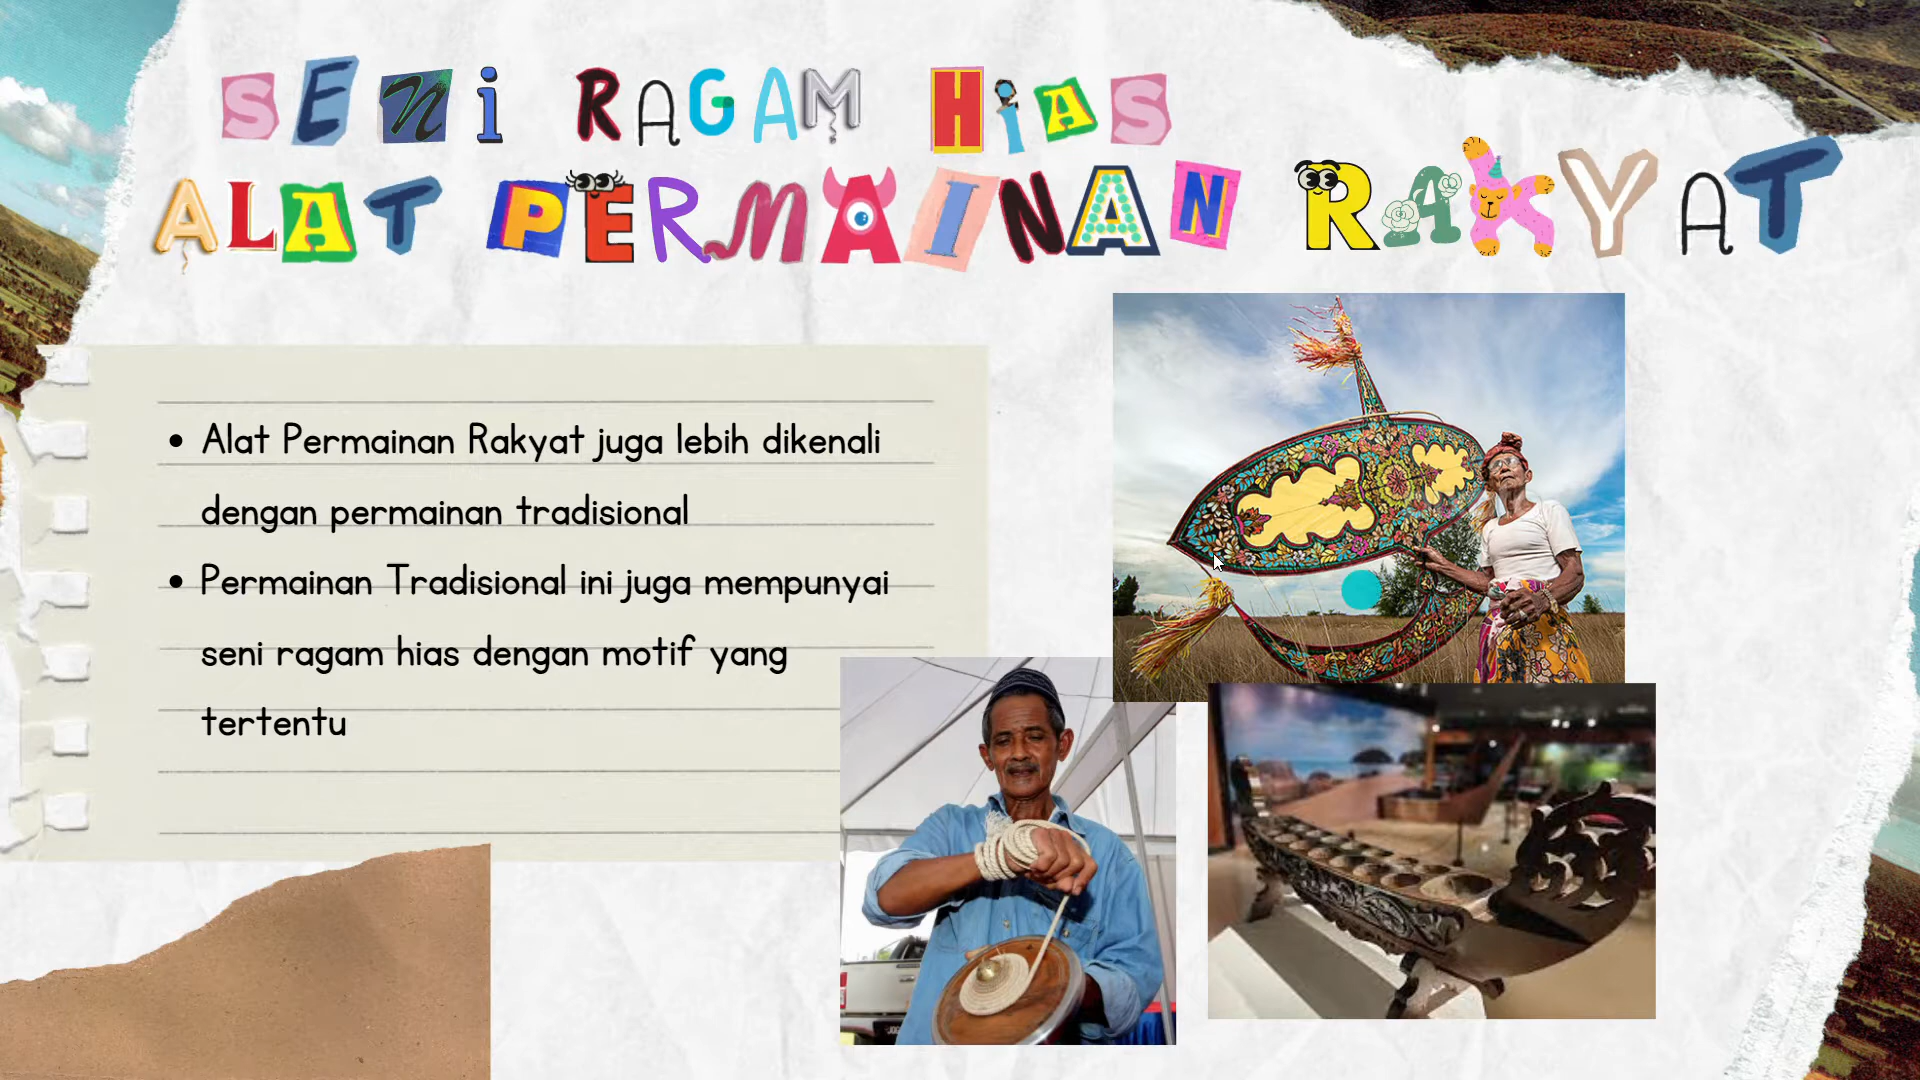 SENi RAGAM HiAS
ALAT PERMAINAN RAKYAT
• Alat Permainan Rakyat juga lebih dikenali
dengan permainan tradisional
• Permainan Tradisional ini juga mempunyai
seni ragam hias dengan motif yang
tertentu